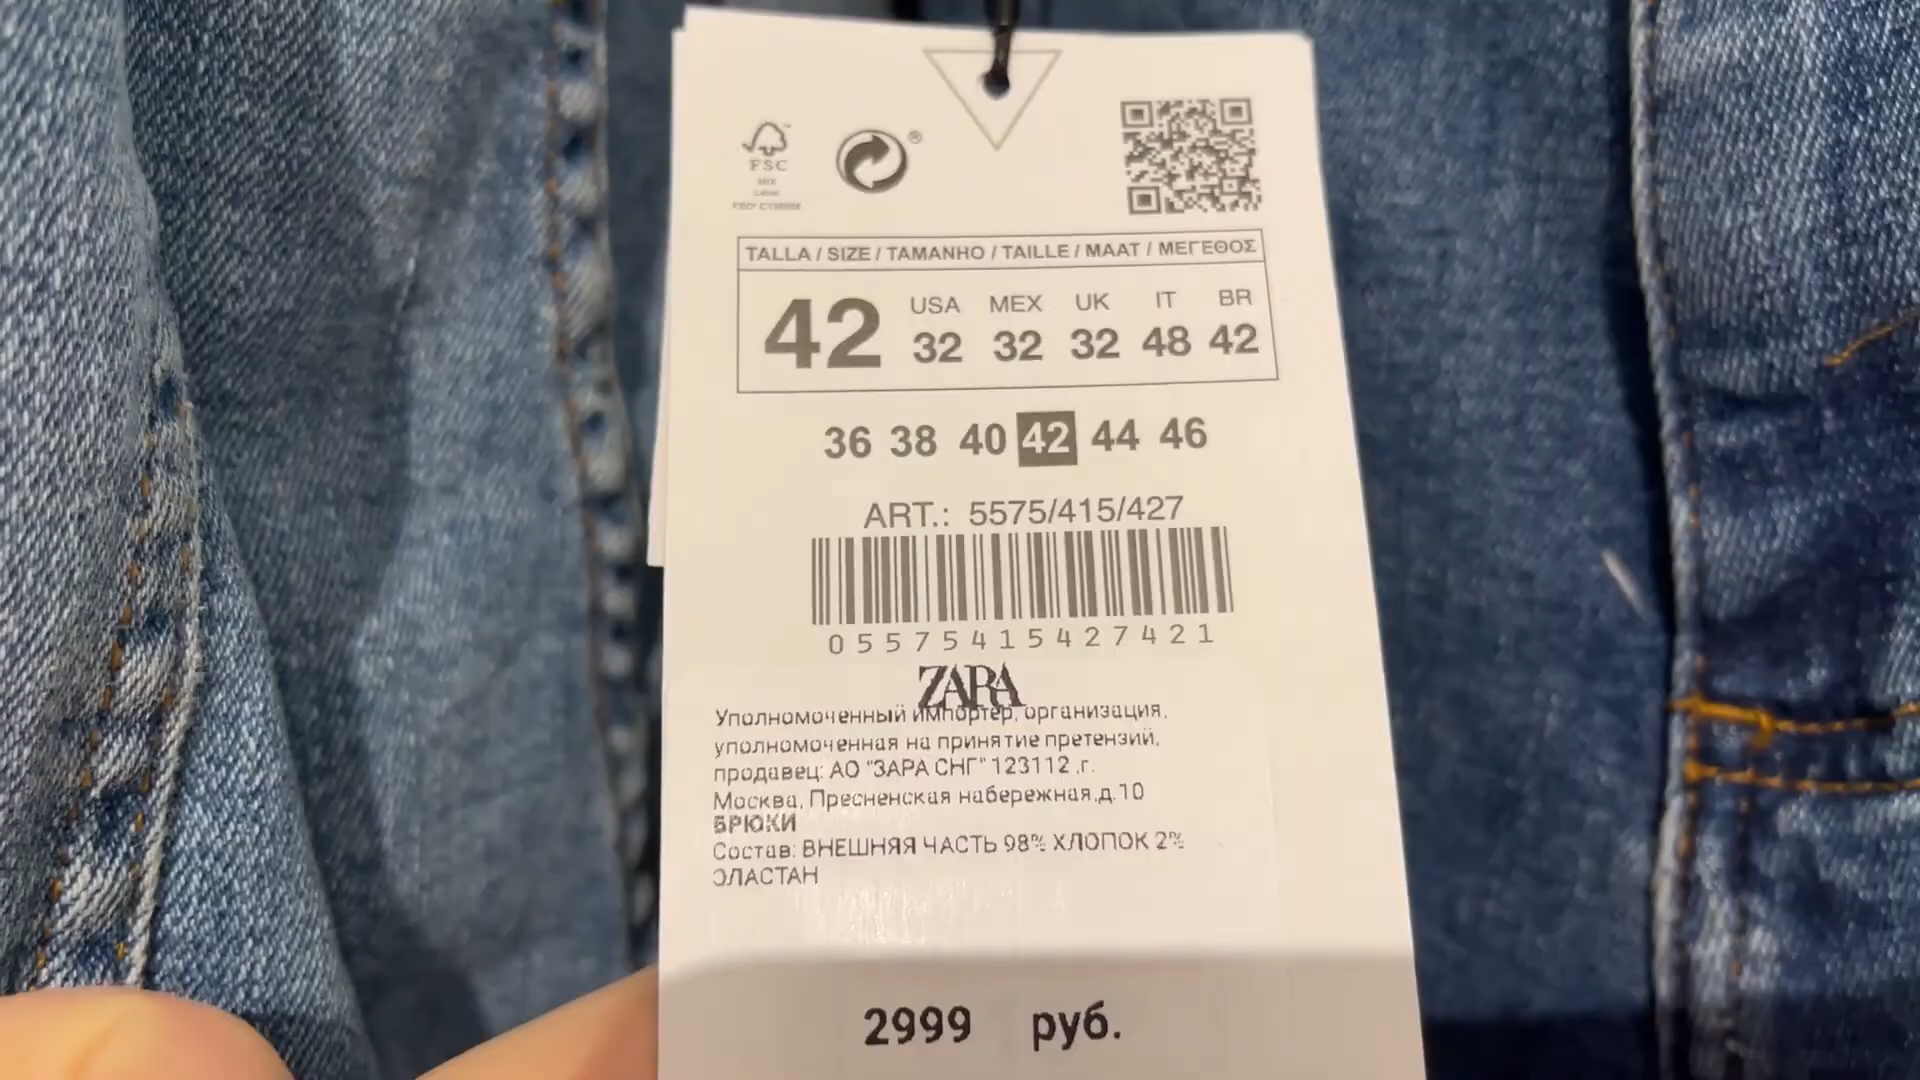 FSC
TALLA / SIZE / TAMANHO / TAILLE / MAAT / ΜΕΓΕΘΟΣ
42 USA MEX UK IT BR
32 32 32 48 42
36 38 40 42 44 46
ART.: 5575/415/427
05575415427421
ZARA
Уполномоченный импортер, организация,
уполномоченная на принятие претензий,
продавец: АО "ЗАРА СНГ" 123112 ,г.
Москва, Пресненская набережная,д.10
БРЮКИ
Состав: ВНЕШНЯЯ ЧАСТЬ 98% ХЛОПОК 2%
ЭЛАСТАН
2999 руб.